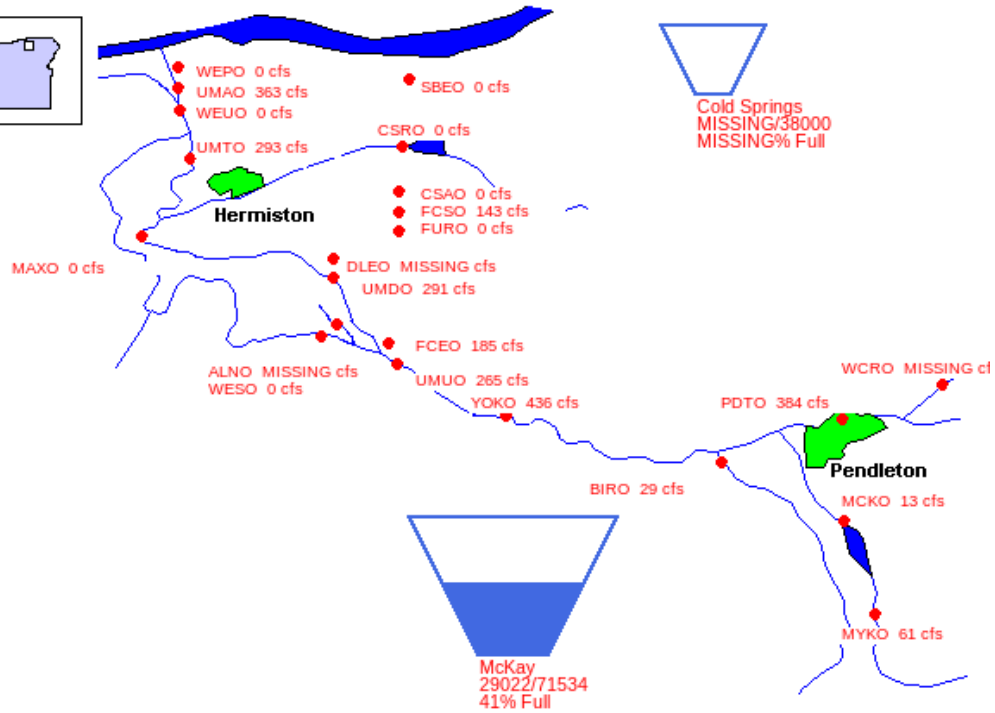 WEPO 0 cfs
UMAO 363 cfs
WEUO 0 cfs
SBEO 0 cfs
Cold Springs
MISSING/38000
MISSING% Full
CSRO 0 cfs
UMTO 293 cfs
CSAO 0 cfs
FCSO 143 cfs
FURO 0 cfs
Hermiston
MAXO 0 cfs
DLEO MISSING cfs
UMDO 291 cfs
FCEO 185 cfs
ALNO MISSING cfs
WESO 0 cfs
UMUO 265 cfs
WCRO MISSING cf
YOKO 436 cfs
PDTO 384 cfs
Pendleton
BIRO 29 cfs
MCKO 13 cfs
MYKO 61 cfs
McKay
29022/71534
41% Full